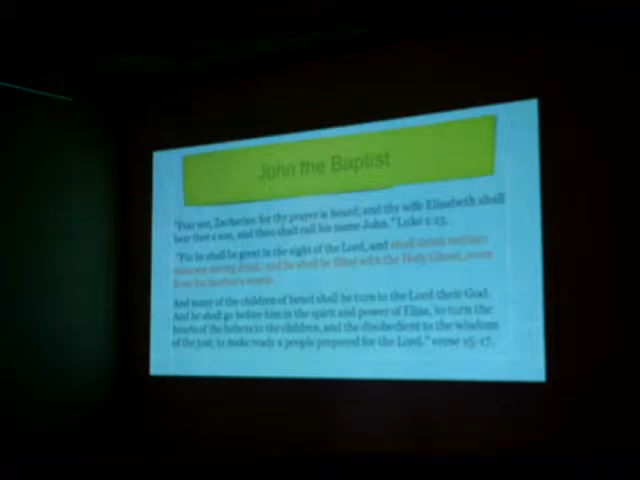 John the Baptist
"Fear not, Zacharias: for thy prayer is heard; and thy wife Elisabeth shall
bear thee a son, and thou shalt call his name John." Luke 1:13.
"For he shall be great in the sight of the Lord, and shall drink neither
wine nor strong drink; and he shall be filled with the Holy Ghost, even
from his mother's womb.
And many of the children of Israel shall he turn to the Lord their God.
And he shall go before him in the spirit and power of Elias, to turn the
hearts of the fathers to the children, and the disobedient to the wisdom
of the just; to make ready a people prepared for the Lord." verse 15-17.